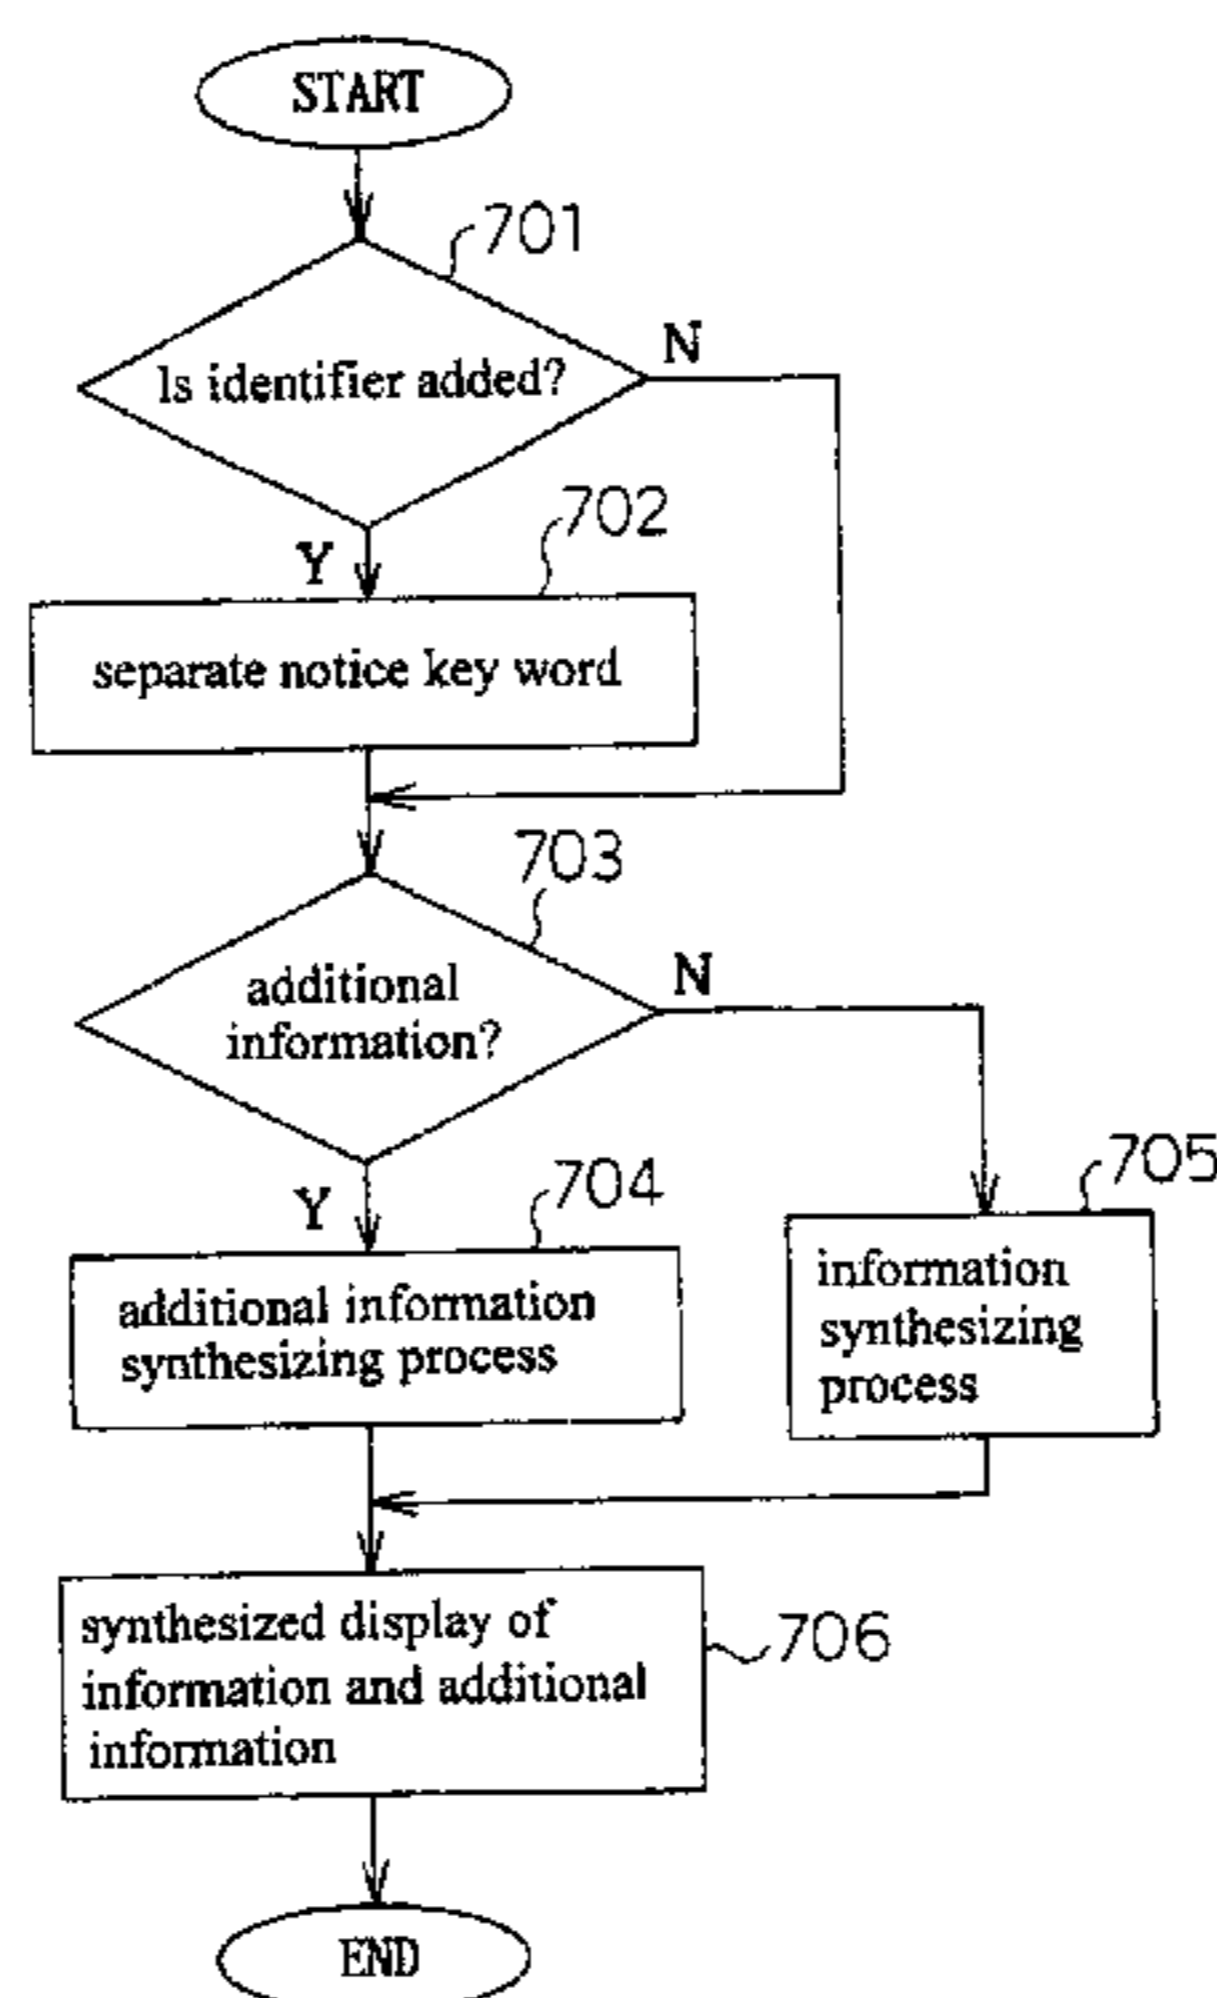 START
701
Is identifier added?
N
702
Y
separate notice key word
703
additional
information?
N
704
705
Y
additional information
synthesizing process
information
synthesizing
process
synthesized display of
information and additional
information
706
END